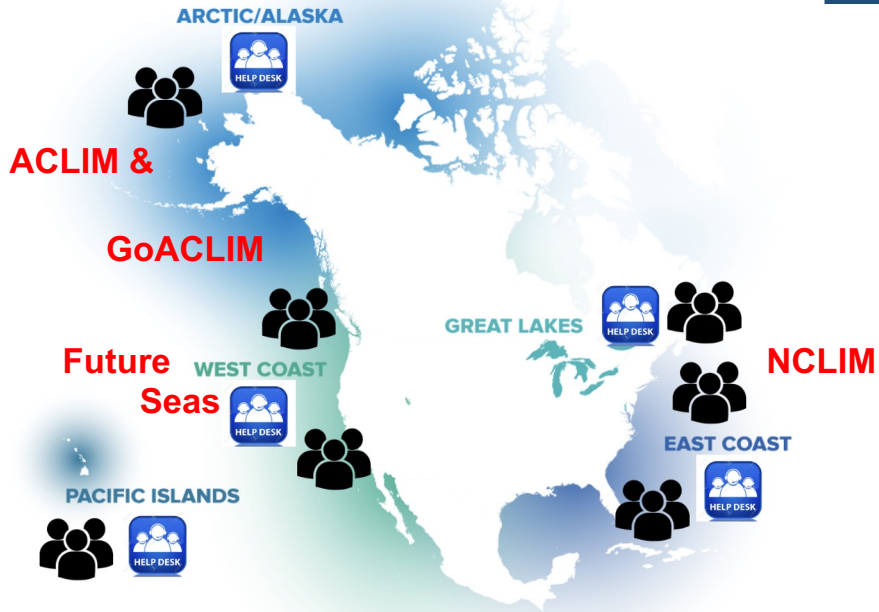 ARCTIC/ALASKA
HELP DESK
ACLIM &
GoACLIM
GREAT LAKES
HELP DESK
Future
Seas
WEST COAST
HELP DESK
NCLIM
EAST COAST
HELP DESK
PACIFIC ISLANDS
HELP DESK